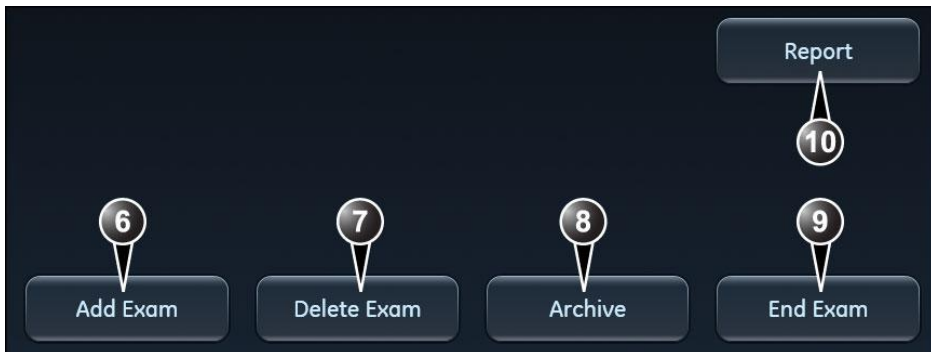 Report
10
6
7
8
9
Add Exam
Delete Exam
Archive
End Exam